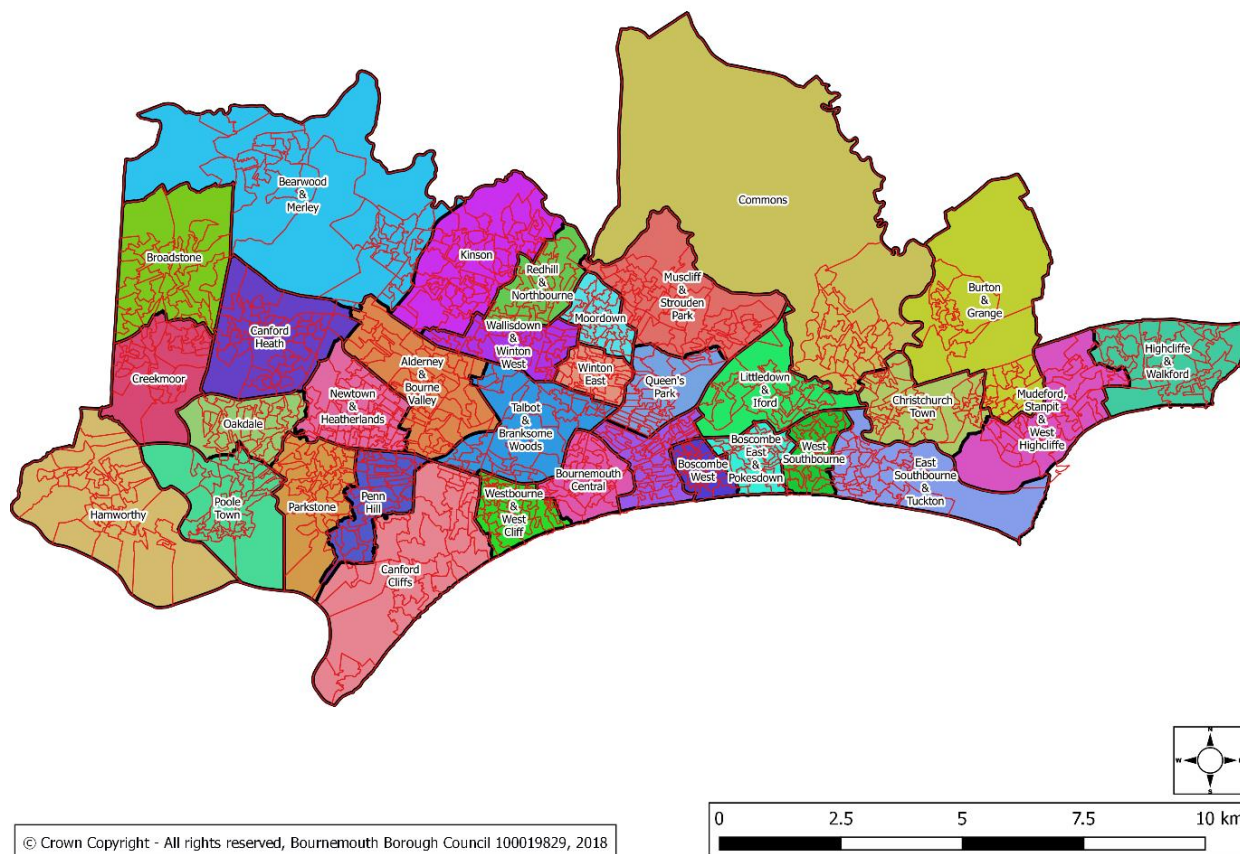 Commons
Bearwood
&
Merley
Broadstone
Kinson
Redhill
&
Northbourne
Muscliff
&
Strouden
Park
Burton
&
Grange
Moordown
Canford
Heath
Wallisdown
&
Winton
West
Highcliffe
&
Walkford
Creekmoor
Alderney
&
Bourne
Valley
Winton
East
Queen's
Park
Littledown
&
Iford
Mudeford,
Stanpit
&
West
Highcliffe
Newtown
&
Heatherlands
Christchurch
Town
Oakdale
Talbot
&
Branksome
Woods
Boscombe
East
&
Pokesdown
West
Southbourne
Bournemouth
Central
Boscombe
West
East
Southbourne
&
Tuckton
Hamworthy
Poole
Town
Parkstone
Penn
Hill
Westbourne
&
West
Cliff
Canford
Cliffs
N
W
S
© Crown Copyright - All rights reserved, Bournemouth Borough Council 100019829, 2018
0 2.5 5 7.5 10 km